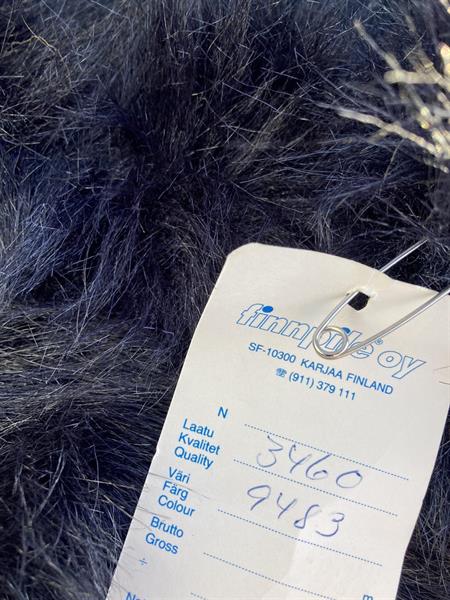 finnpile® oy
SF-10300 KARJAA FINLAND
☎ (911) 379 111
N
Laatu
Kvalitet 3460
Quality
Väri
Färg 9483
Colour
Brutto
Gross m
÷